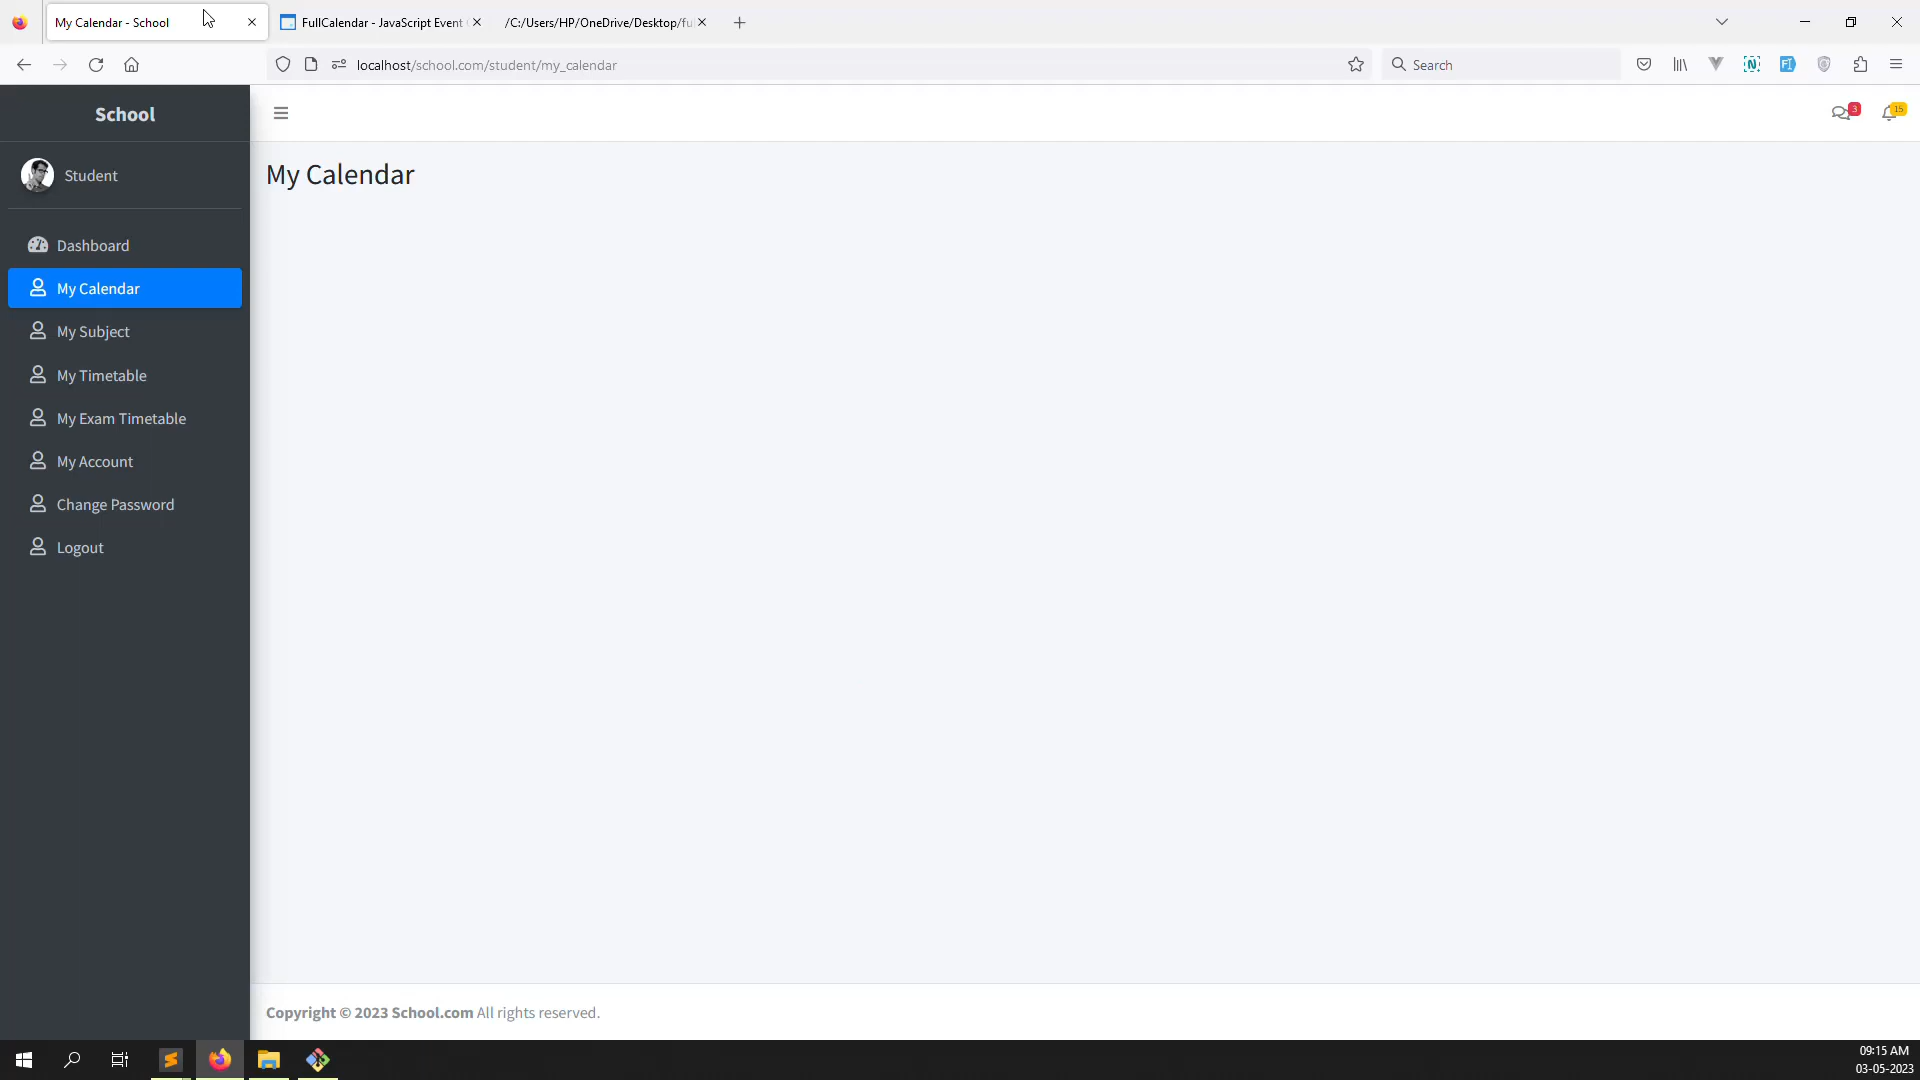 My Calendar - School
FullCalendar - JavaScript Event
/C:/Users/HP/OneDrive/Desktop/fu
localhost/school.com/student/my_calendar
Search
School
3
15
Student
My Calendar
Dashboard
My Calendar
My Subject
My Timetable
My Exam Timetable
My Account
Change Password
Logout
Copyright © 2023 School.com All rights reserved.
09:15 AM
03-05-2023